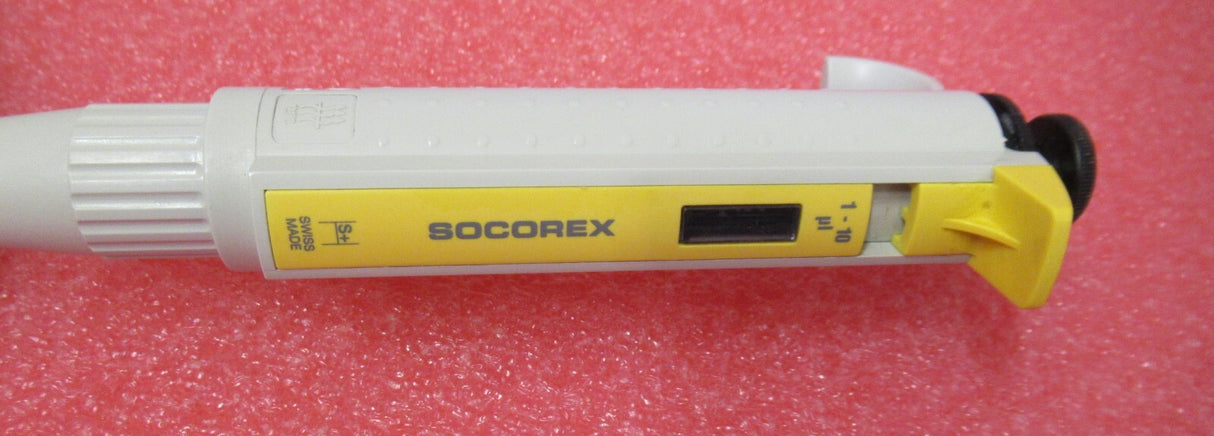 SWISS
MADE
S+
SOCOREX
1 - 10
µl